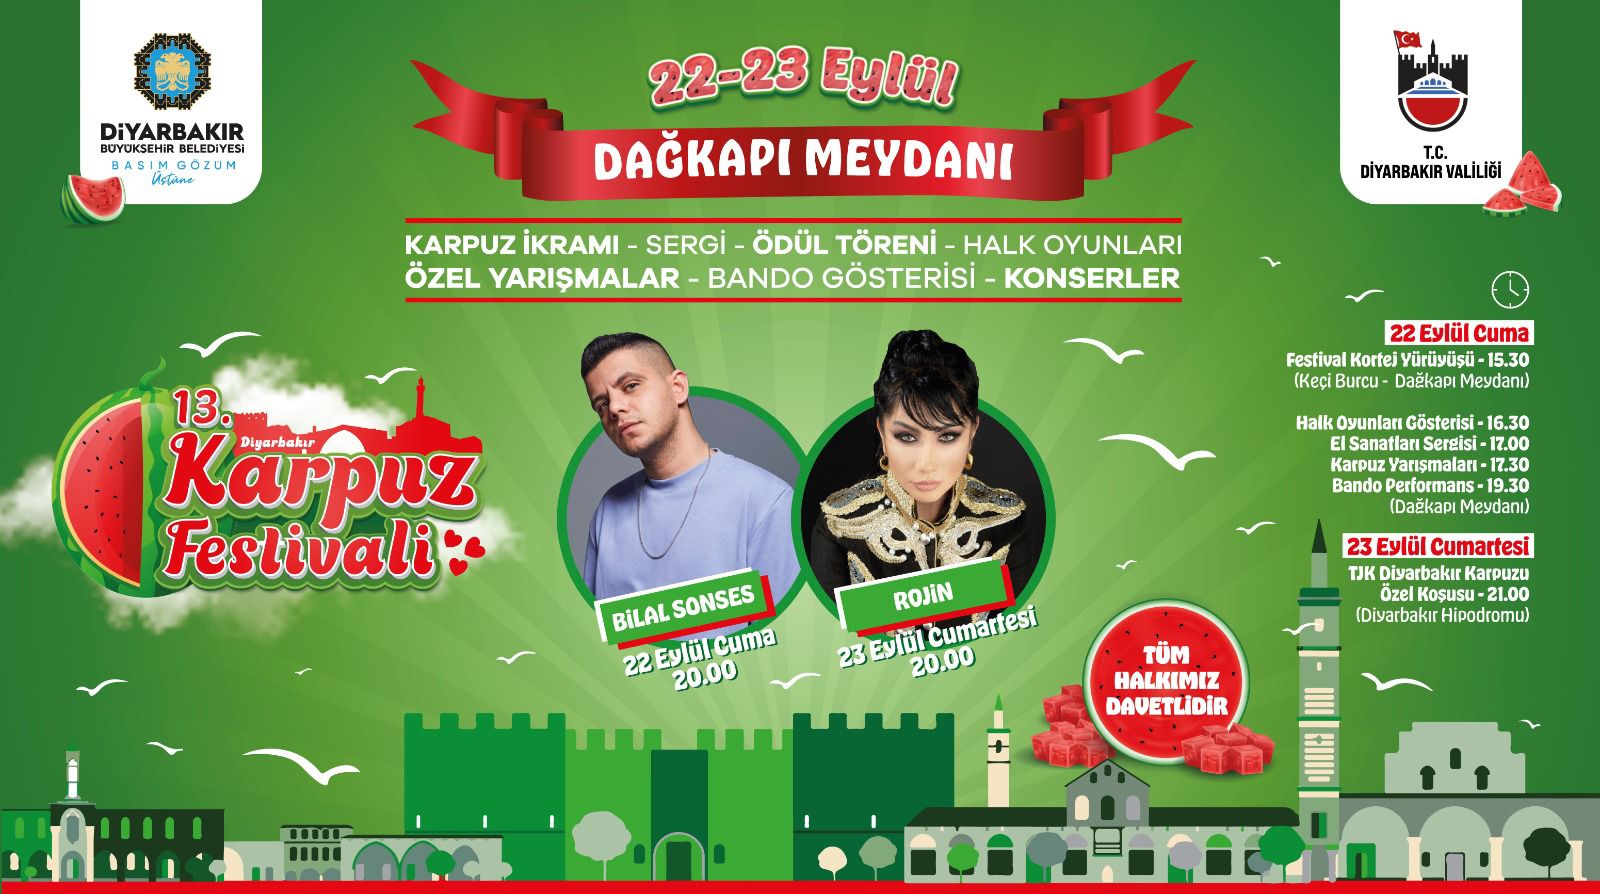 DiYARBAKIR
BÜYÜKŞEHİR BELEDİYESİ
BAŞIM GÖZÜM
Üstüne
22-23 Eylül
DAĞKAPI MEYDANI
T.C.
DİYARBAKIR VALİLİĞİ
KARPUZ İKRAMI - SERGİ - ÖDÜL TÖRENİ - HALK OYUNLARI
ÖZEL YARIŞMALAR - BANDO GÖSTERİSİ - KONSERLER
13.
Diyarbakır
Karpuz
Festivali
BİLAL SONSES
22 Eylül Cuma
20.00
ROJİN
23 Eylül Cumartesi
20.00
22 Eylül Cuma
Festival Kortej Yürüyüşü - 15.30
(Keçi Burcu - Dağkapı Meydanı)
Halk Oyunları Gösterisi - 16.30
El Sanatları Sergisi - 17.00
Karpuz Yarışmaları - 17.30
Bando Performans - 19.30
(Dağkapı Meydanı)
23 Eylül Cumartesi
TJK Diyarbakır Karpuzu
Özel Koşusu - 21.00
(Diyarbakır Hipodromu)
TÜM
HALKIMIZ
DAVETLİDİR